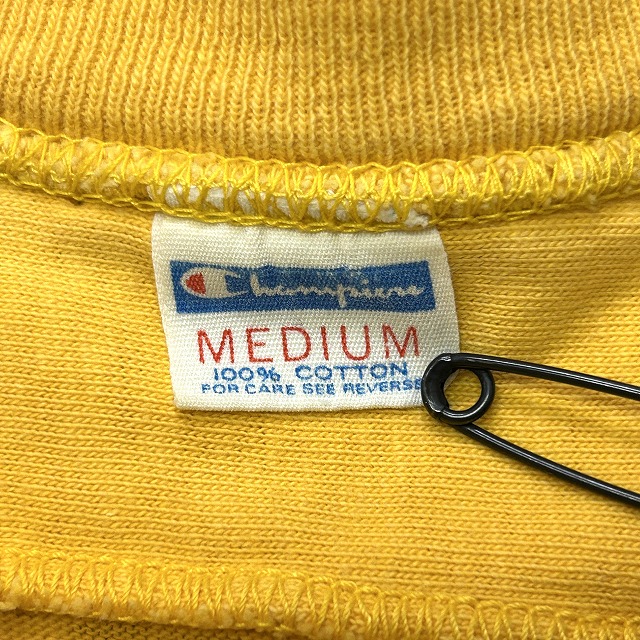 Champion
MEDIUM
100% COTTON
FOR CARE SEE REVERSE